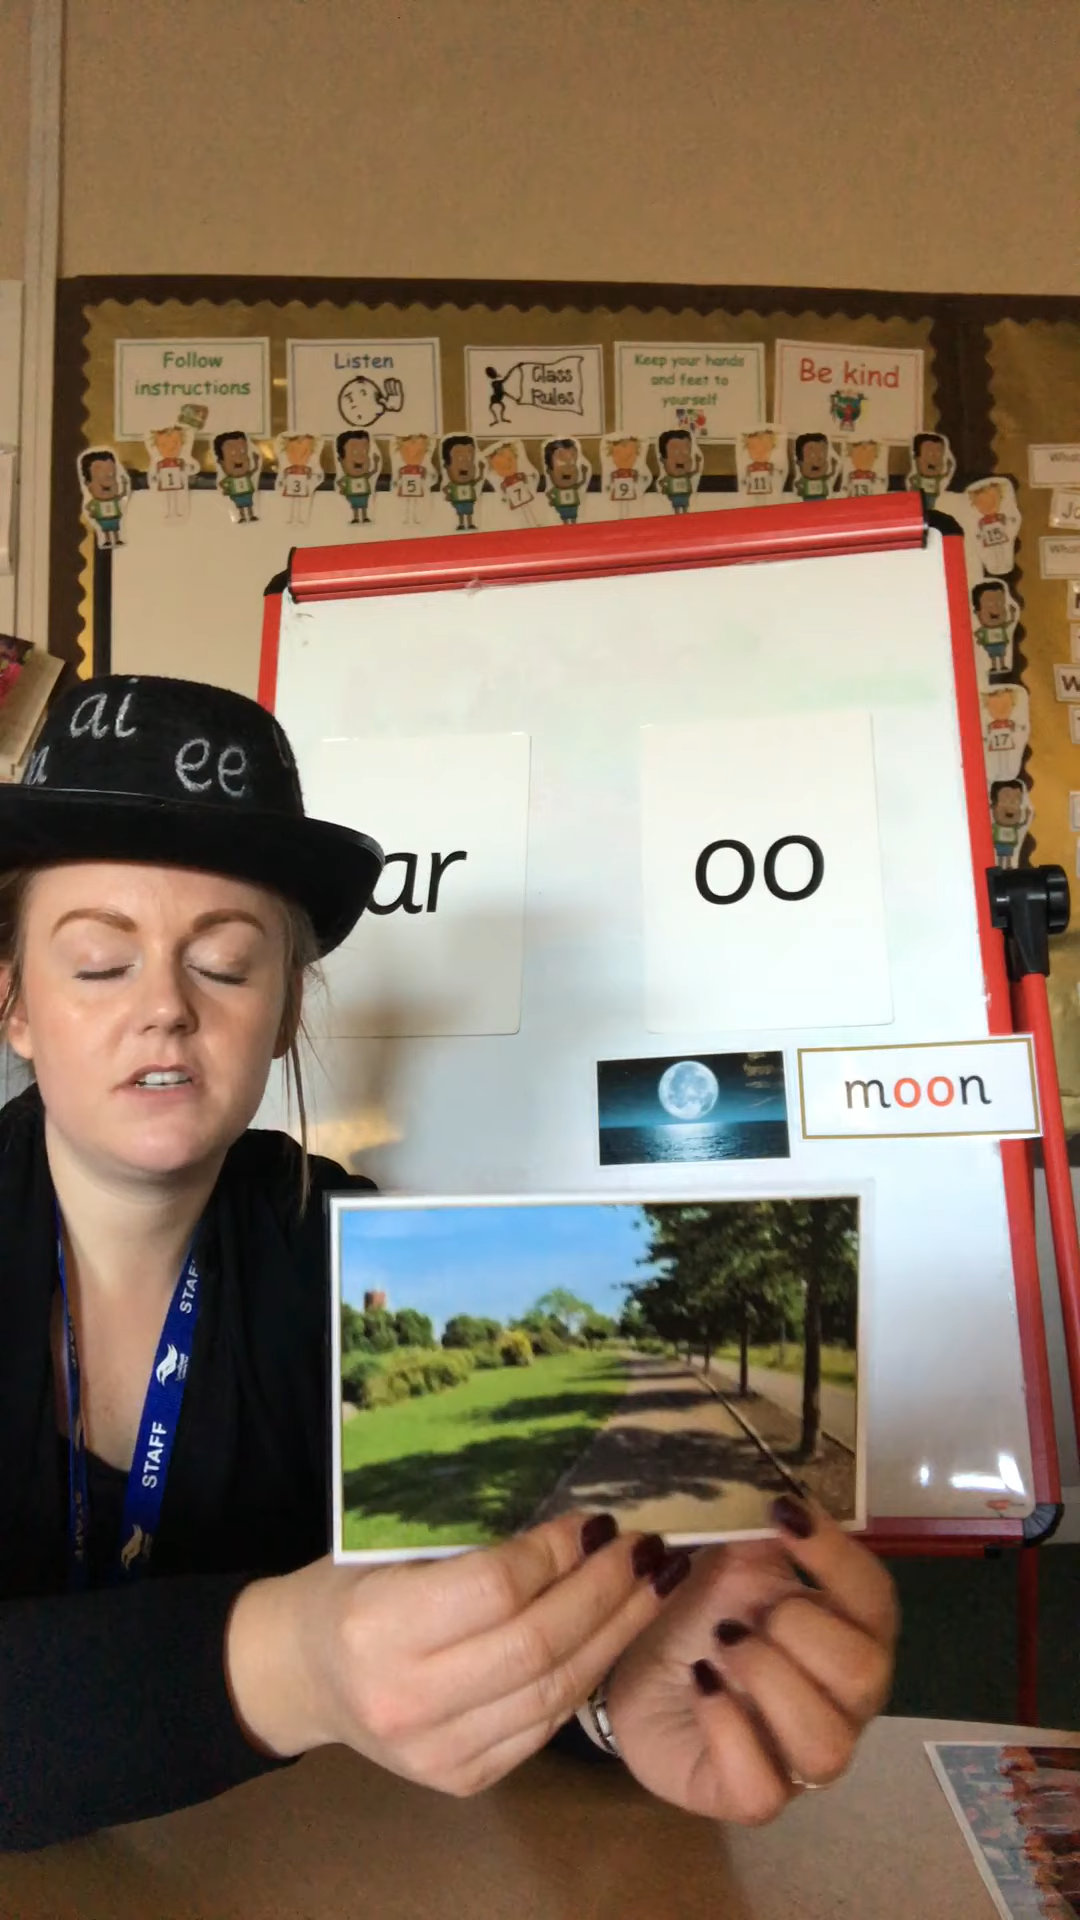 Follow
instructions
Listen
Class
Rules
Keep your hands
and feet to
yourself
Be kind
1
3
5
7
9
11
13
15
17
ai
ee
ar
oo
moon
STAFF
STAFF